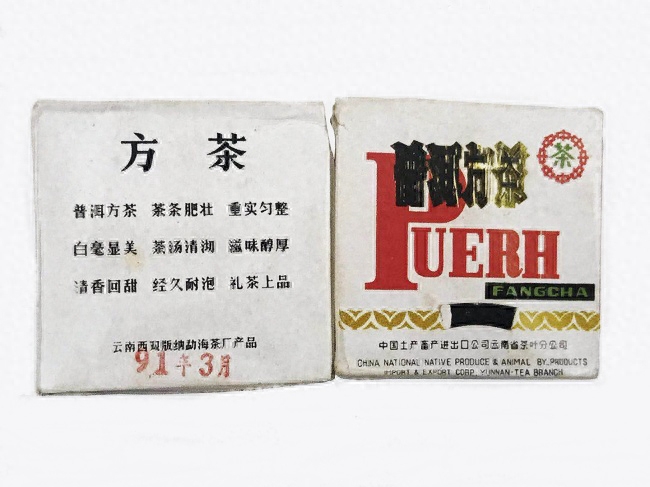 方茶
普洱方茶 茶条肥壮 重实匀整
白毫显美 茶汤清沏 滋味醇厚
清香回甜 经久耐泡 礼茶上品
云南西双版纳勐海茶厂产品
91年3月
普洱方茶
茶
PUERH
FANGCHA
中国土产畜产进出口公司云南省茶叶分公司
CHINA NATIONAL NATIVE PRODUCE & ANIMAL BY-PRODUCTS
IMPORT & EXPORT CORP. YUNNAN-TEA BRANCH